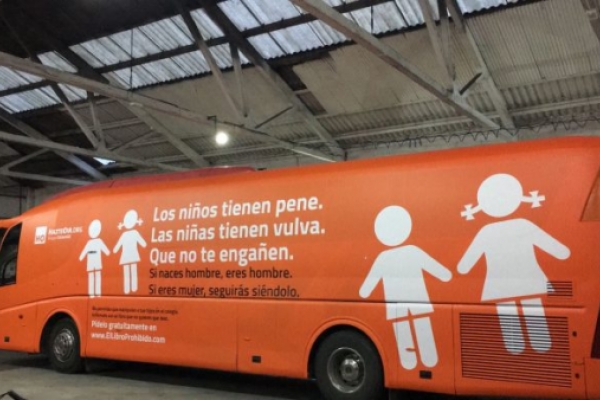 HO
HAZTEOIR.ORG
Los niños tienen pene.
Las niñas tienen vulva.
Que no te engañen.
Si naces hombre, eres hombre.
Si eres mujer, seguirás siéndolo.
Pídelo gratuitamente en
www.ElLibroProhibido.com